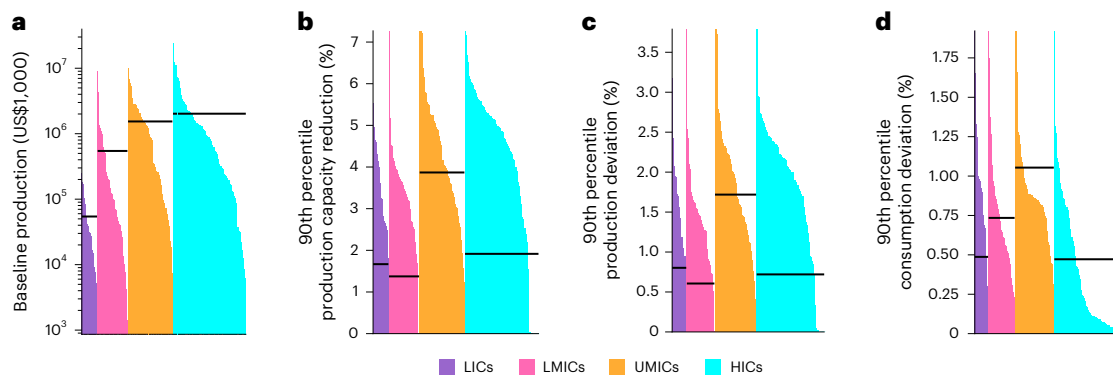 a
Baseline production (US$1,000)
10⁷
10⁶
10⁵
10⁴
10³
b
90th percentile
production capacity reduction (%)
7
6
5
4
3
2
1
0
c
90th percentile
production deviation (%)
3.5
3.0
2.5
2.0
1.5
1.0
0.5
0
d
90th percentile
consumption deviation (%)
1.75
1.50
1.25
1.00
0.75
0.50
0.25
0
LICs LMICs UMICs HICs